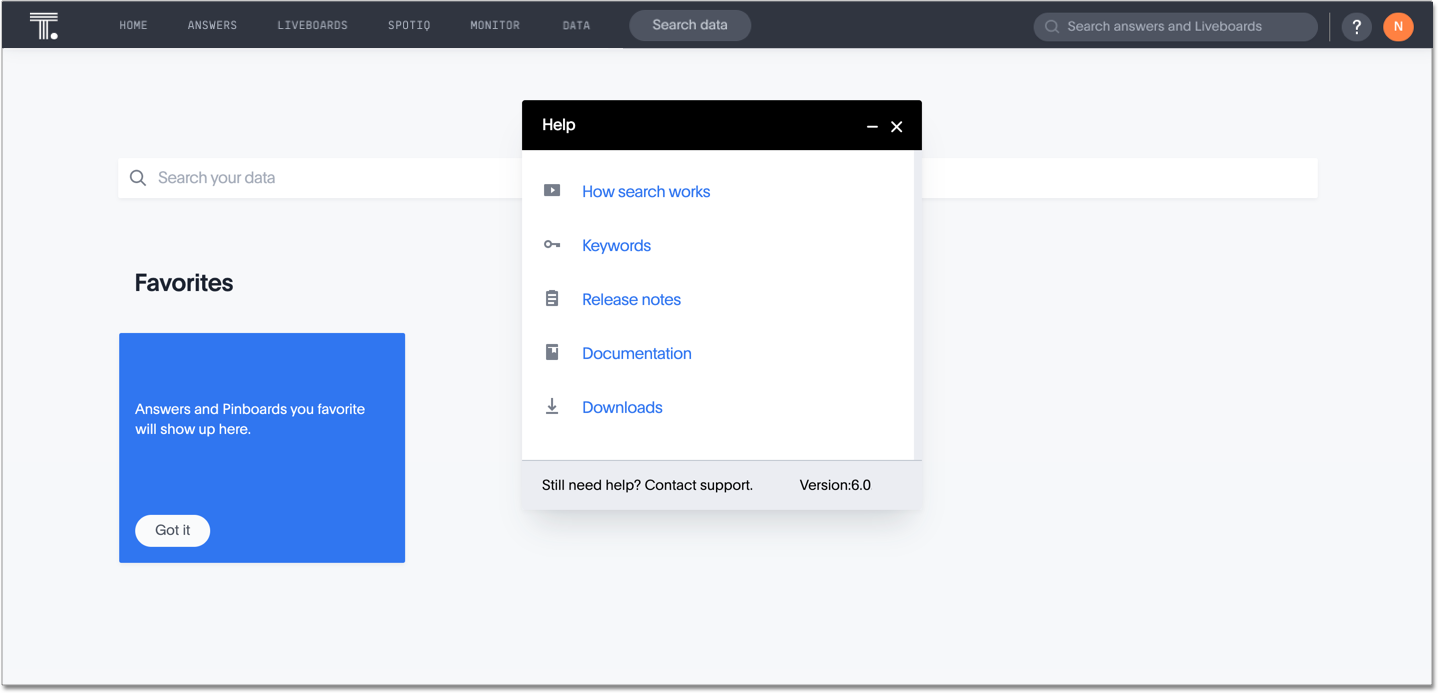 T.
HOME ANSWERS LIVEBOARDS SPOTIQ MONITOR DATA Search data Search answers and Liveboards ? N
Help
Search your data
How search works
Keywords
Release notes
Documentation
Downloads
Still need help? Contact support. Version:6.0
Favorites
Answers and Pinboards you favorite
will show up here.
Got it